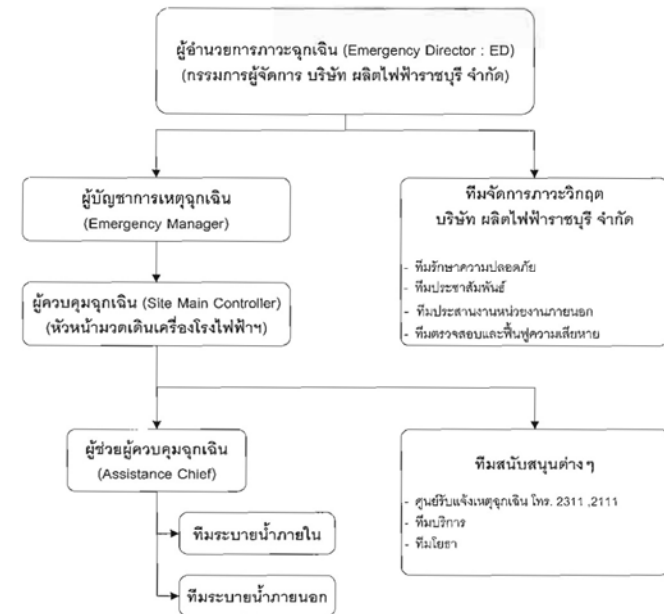 ผู้อำนวยการภาวะฉุกเฉิน (Emergency Director : ED)
(กรรมการผู้จัดการ บริษัท ผลิตไฟฟ้าราชบุรี จำกัด)
ผู้บัญชาการเหตุฉุกเฉิน
(Emergency Manager)
ทีมจัดการภาวะวิกฤต
บริษัท ผลิตไฟฟ้าราชบุรี จำกัด
- ทีมรักษาความปลอดภัย
- ทีมประชาสัมพันธ์
- ทีมประสานงานหน่วยงานภายนอก
- ทีมตรวจสอบและฟื้นฟูความเสียหาย
ผู้ควบคุมฉุกเฉิน (Site Main Controller)
(หัวหน้ามวดเดินเครื่องโรงไฟฟ้าฯ)
ผู้ช่วยผู้ควบคุมฉุกเฉิน
(Assistance Chief)
ทีมสนับสนุนต่างๆ
- ศูนย์รับแจ้งเหตุฉุกเฉิน โทร. 2311 ,2111
- ทีมบริการ
- ทีมโยธา
ทีมระบายน้ำภายใน
ทีมระบายน้ำภายนอก